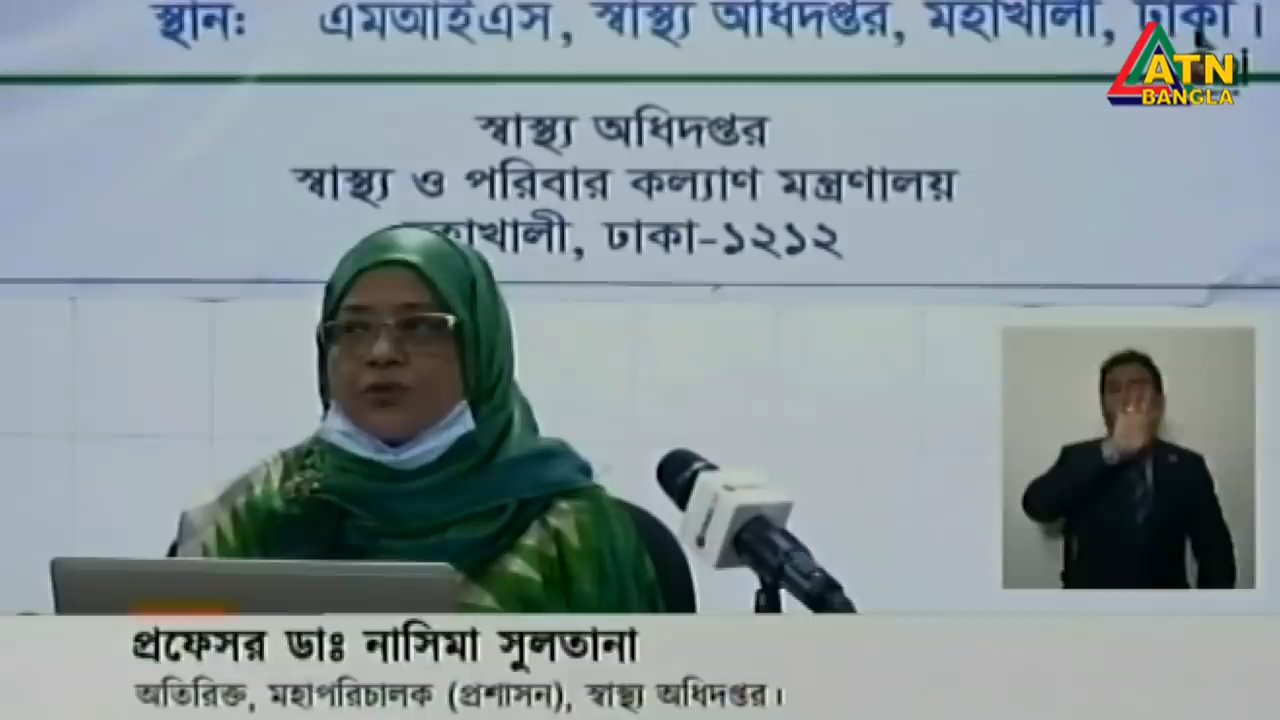 স্থান: এমআইএস, স্বাস্থ্য অধিদপ্তর, মহাখালী, ঢাকা।
ATN
BANGLA
স্বাস্থ্য অধিদপ্তর
স্বাস্থ্য ও পরিবার কল্যাণ মন্ত্রণালয়
ঢাকা-১২১২
প্রফেসর ডাঃ নাসিমা সুলতানা
অতিরিক্ত, মহাপরিচালক (প্রশাসন), স্বাস্থ্য অধিদপ্তর।